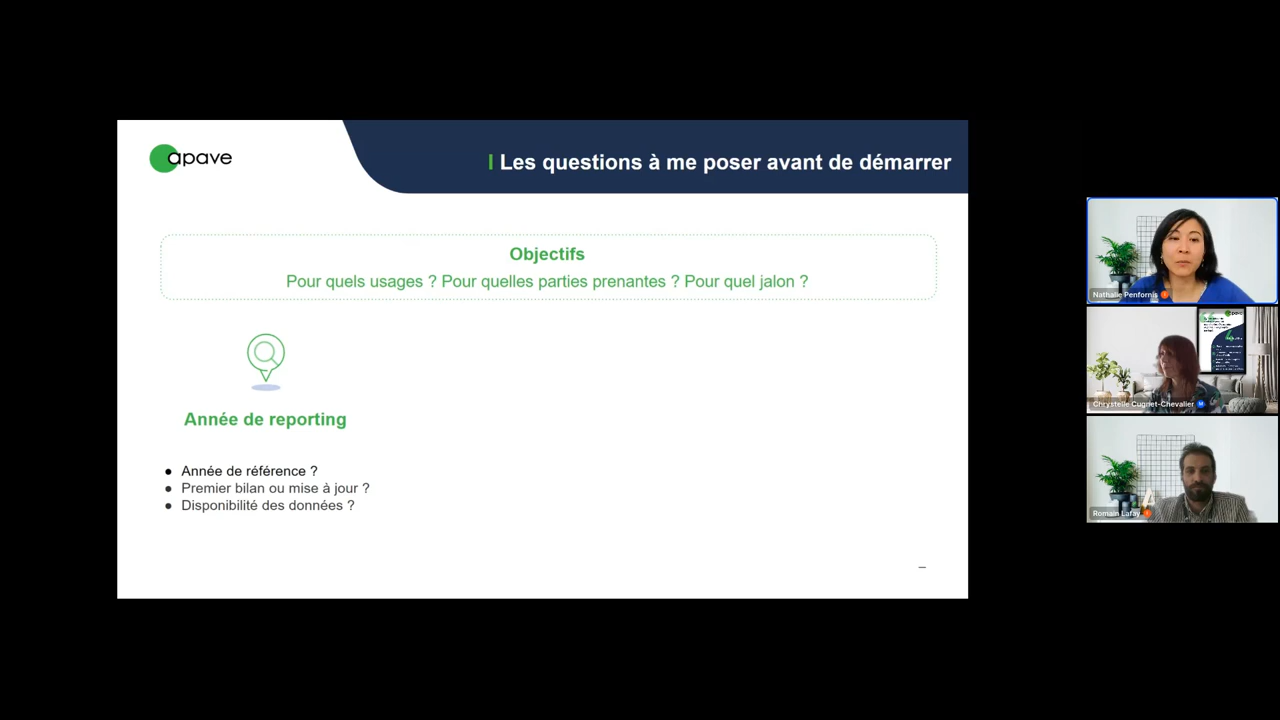 apave
| Les questions à me poser avant de démarrer
Objectifs
Pour quels usages ? Pour quelles parties prenantes ? Pour quel jalon ?
Année de reporting
● Année de référence ?
● Premier bilan ou mise à jour ?
● Disponibilité des données ?
Nathalie Penfornis
Chrystelle Cugnet-Chevalier
Romain Lafay